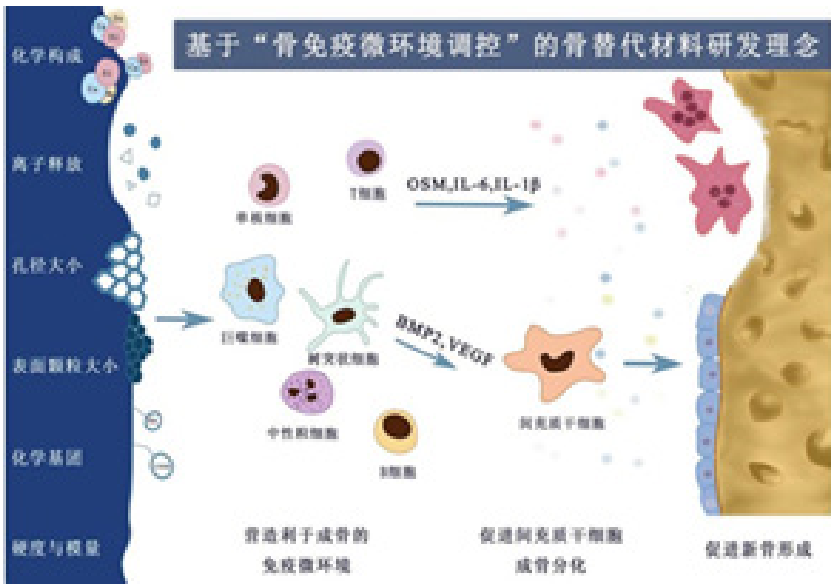 基于“骨免疫微环境调控”的骨替代材料研发理念
化学构成
离子释放
孔径大小
表面颗粒大小
化学基团
硬度与模量
单核细胞
T细胞
OSM,IL-6,IL-1β
巨噬细胞
树突状细胞
BMP2,VEGF
中性粒细胞
B细胞
间充质干细胞
营造利于成骨的
免疫微环境
促进间充质干细胞
成骨分化
促进新骨形成